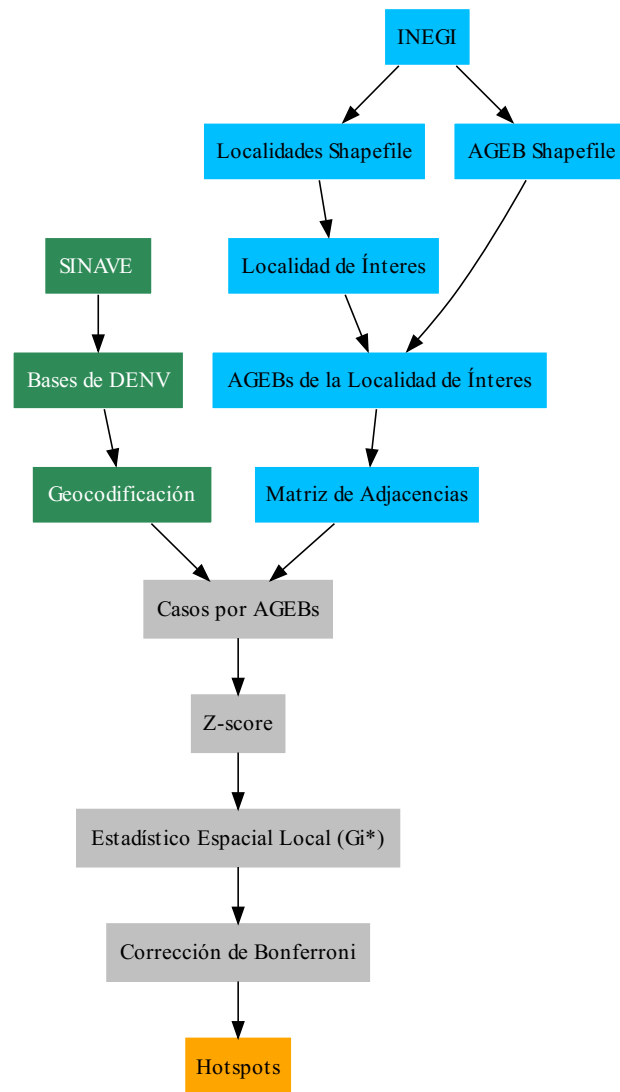 INEGI
Localidades Shapefile
AGEB Shapefile
SINAVE
Localidad de Ínteres
Bases de DENV
AGEBs de la Localidad de Ínteres
Geocodificación
Matriz de Adjacencias
Casos por AGEBs
Z-score
Estadístico Espacial Local (Gi*)
Corrección de Bonferroni
Hotspots